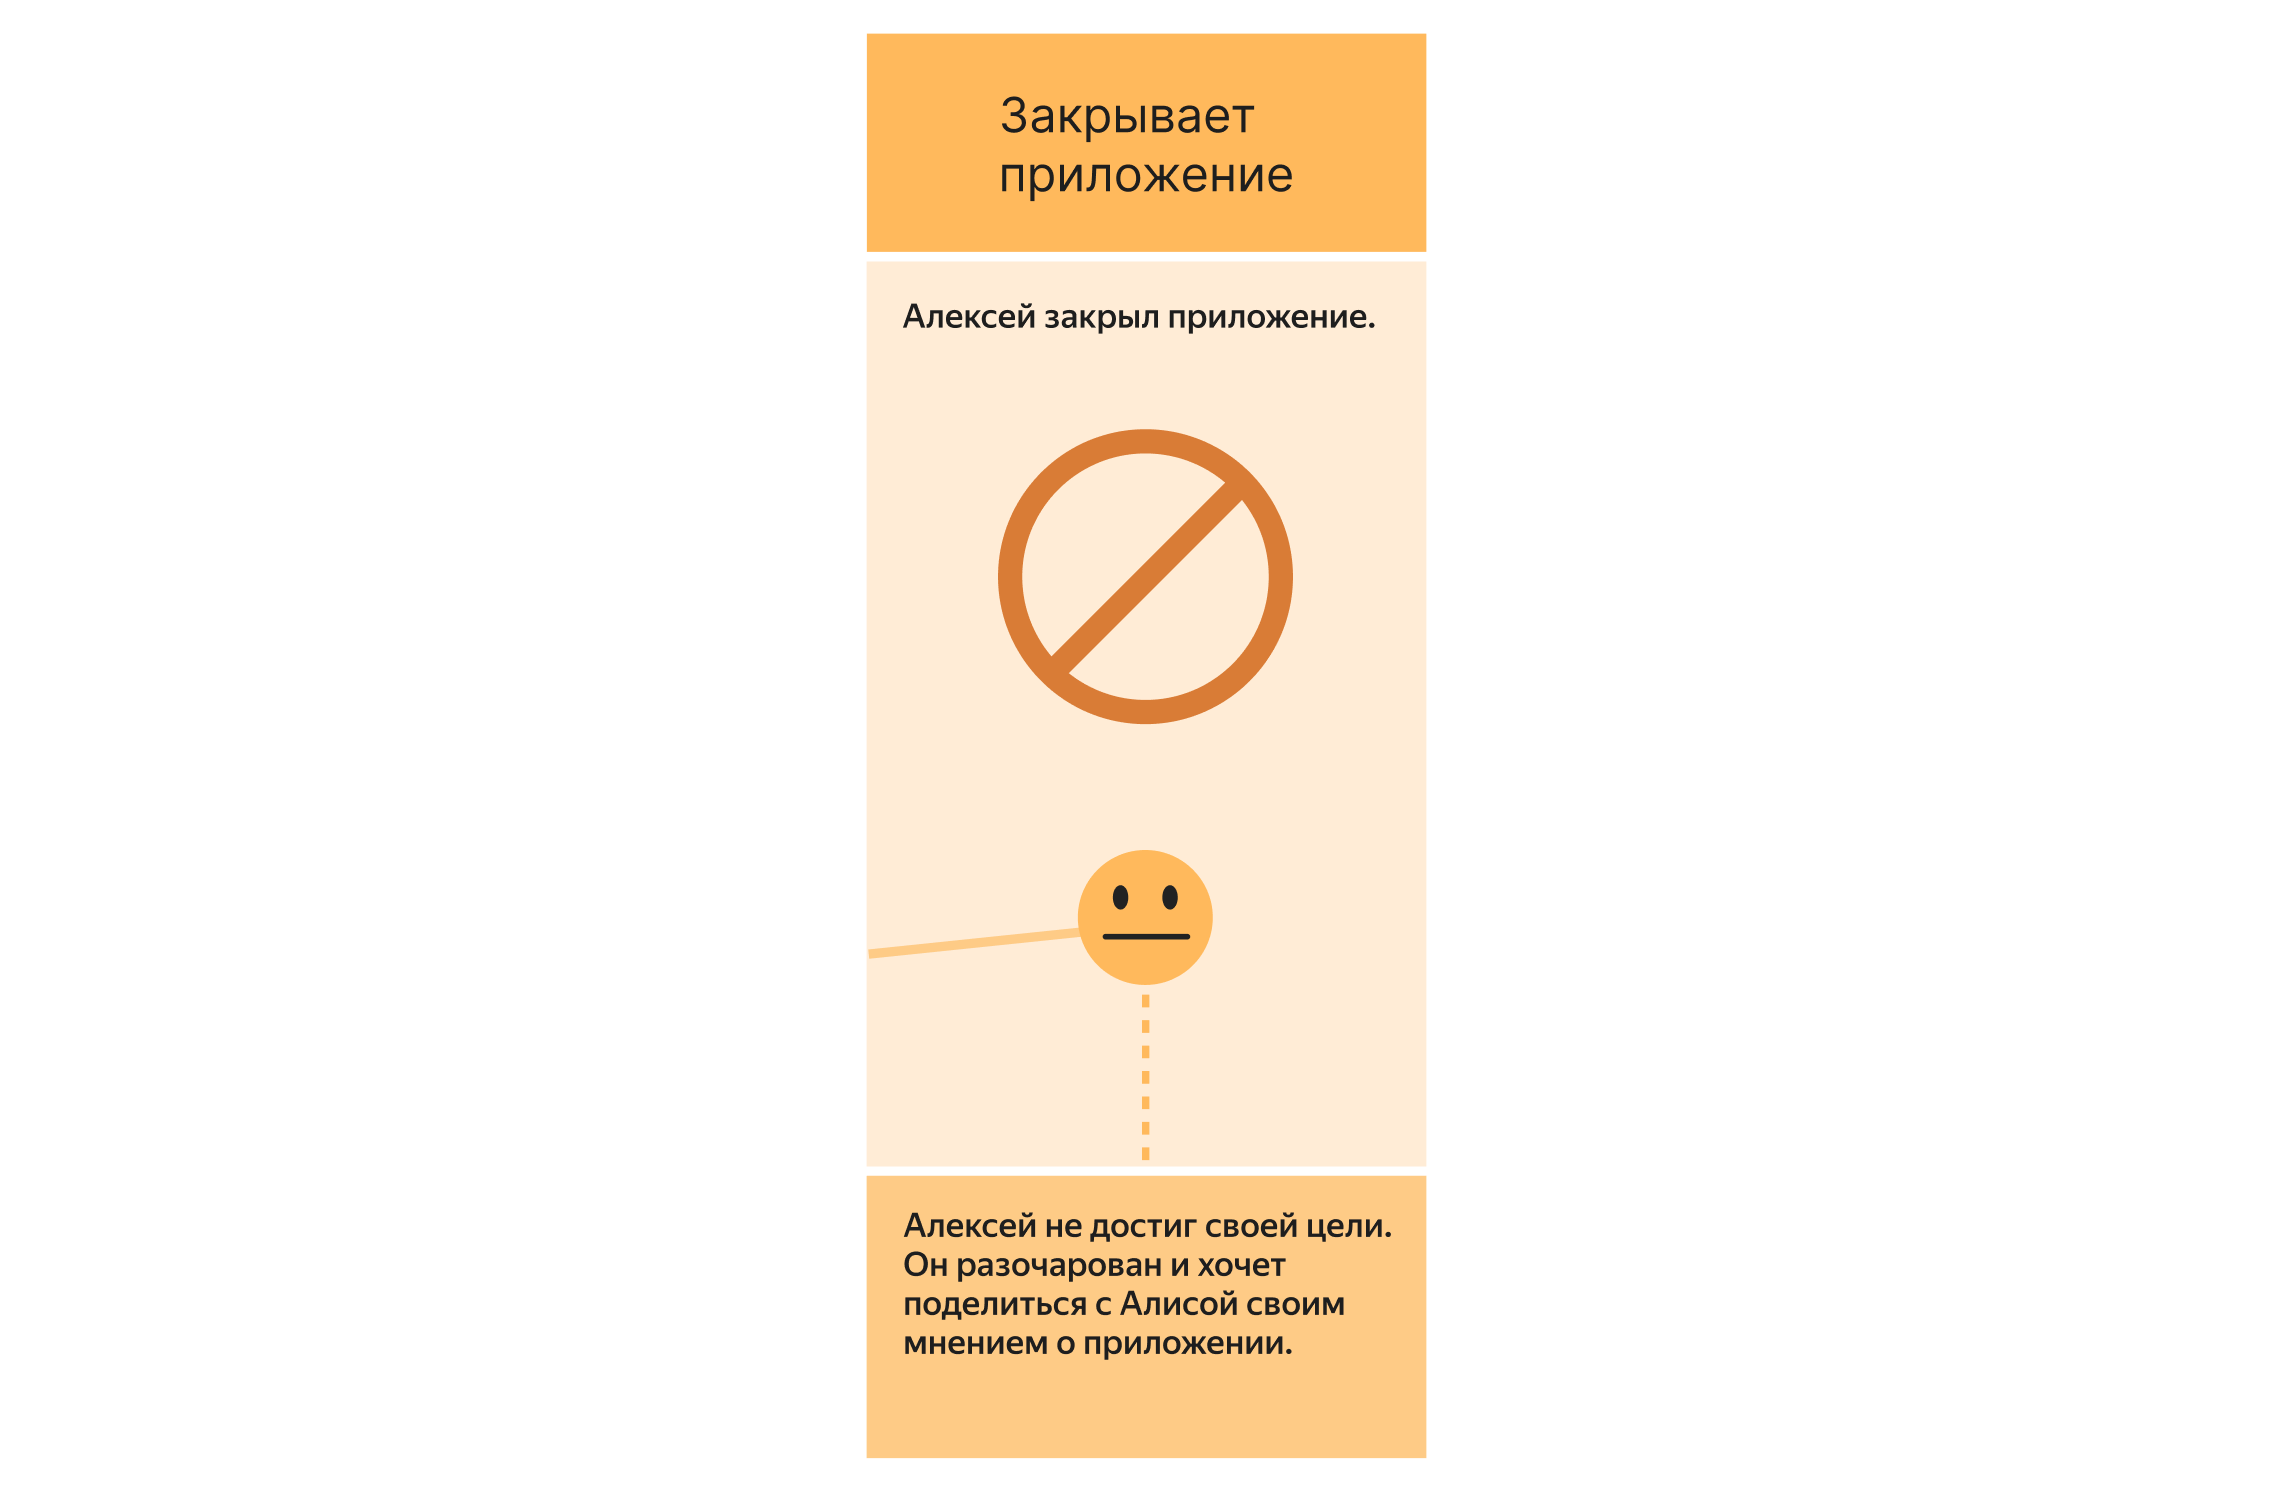 Закрывает
приложение
Алексей закрыл приложение.
Алексей не достиг своей цели.
Он разочарован и хочет
поделиться с Алисой своим
мнением о приложении.